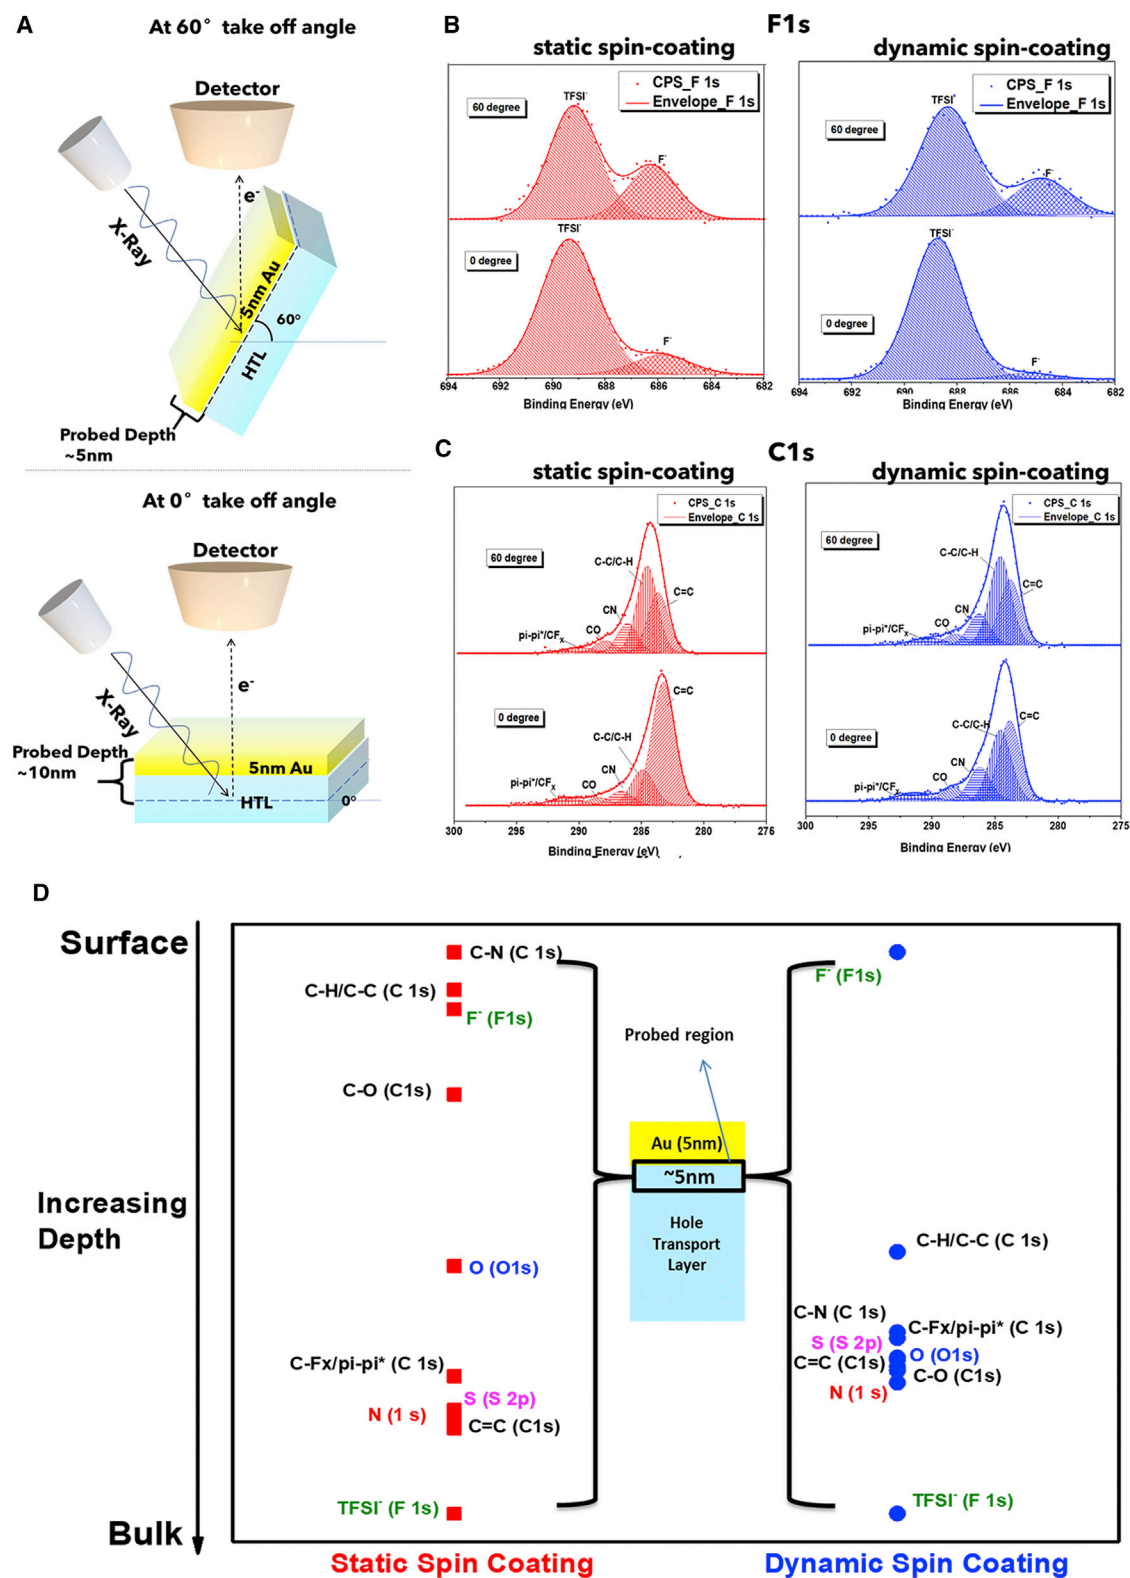 A
At 60° take off angle
Detector
X-Ray
e-
5nm Au
60°
HTL
Probed Depth
~5nm
At 0° take off angle
Detector
X-Ray
e-
Probed Depth
~10nm
5nm Au
HTL
0°
B
F1s
static spin-coating
dynamic spin-coating
CPS_F 1s
Envelope_F 1s
60 degree
TFSI-
F-
0 degree
TFSI-
F-
694 692 690 688 686 684 682
Binding Energy (eV)
CPS_F 1s
Envelope_F 1s
60 degree
TFSI-
F-
0 degree
TFSI-
F-
694 692 690 688 686 684 682
Binding Energy (eV)
C
C1s
static spin-coating
dynamic spin-coating
CPS_C 1s
Envelope_C 1s
60 degree
C-C/C-H
C=C
CN
CO
pi-pi*/CFx
0 degree
C=C
C-C/C-H
CN
CO
pi-pi*/CFx
300 295 290 285 280 275
Binding Energy (eV)
CPS_C 1s
Envelope_C 1s
60 degree
C-C/C-H
C=C
CN
CO
pi-pi*/CFx
0 degree
C-C/C-H
C=C
CN
CO
pi-pi*/CFx
300 295 290 285 280 275
Binding Energy (eV)
D
Surface
Increasing
Depth
Bulk
C-N (C 1s)
C-H/C-C (C 1s)
F- (F1s)
C-O (C1s)
O (O1s)
C-Fx/pi-pi* (C 1s)
S (S 2p)
N (1 s)
C=C (C1s)
TFSI- (F 1s)
Static Spin Coating
Probed region
Au (5nm)
~5nm
Hole
Transport
Layer
F- (F1s)
C-H/C-C (C 1s)
C-N (C 1s)
C-Fx/pi-pi* (C 1s)
S (S 2p)
O (O1s)
C=C (C1s)
C-O (C1s)
N (1 s)
TFSI- (F 1s)
Dynamic Spin Coating